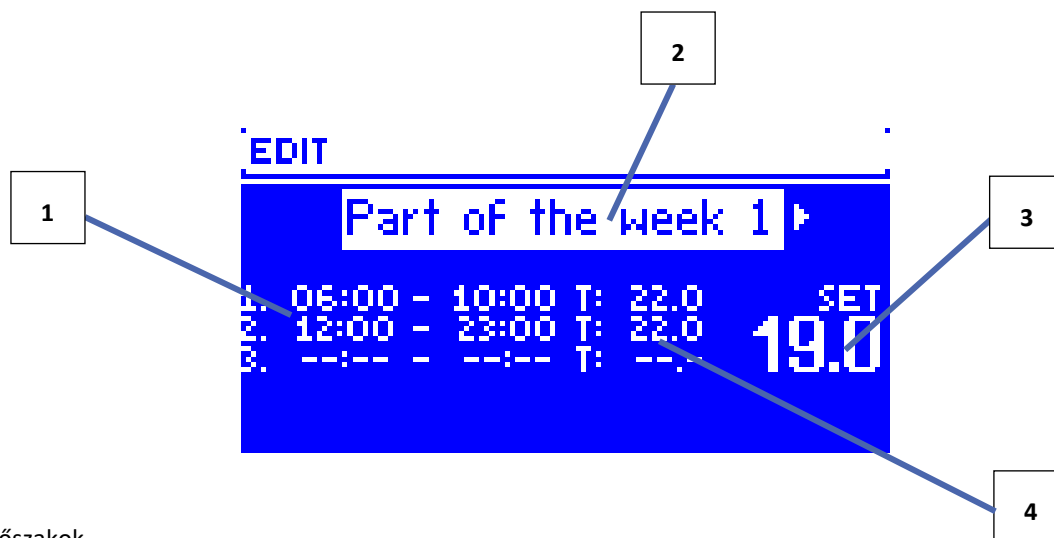 2
EDIT
1
Part of the week 1
3
1. 06:00 - 10:00 T: 22.0 SET
2. 12:00 - 23:00 T: 22.0 19.0
3. --:-- - --:-- T: --.-
4